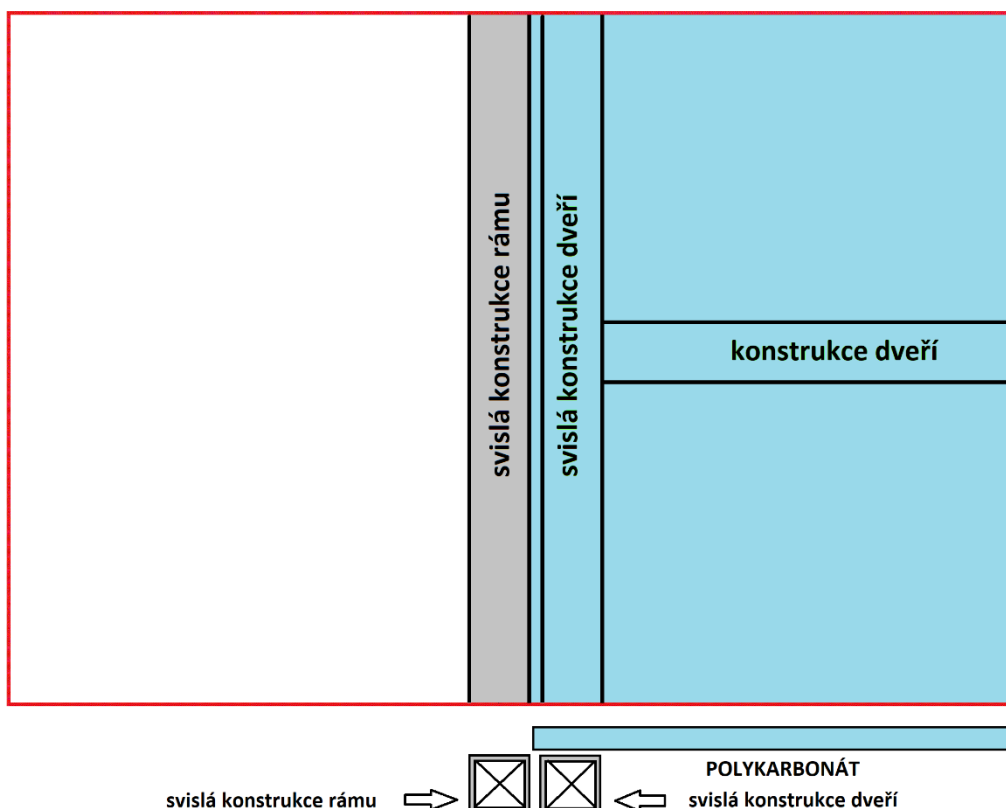 svislá konstrukce rámu
svislá konstrukce dveří
konstrukce dveří
POLYKARBONÁT
svislá konstrukce rámu
svislá konstrukce dveří